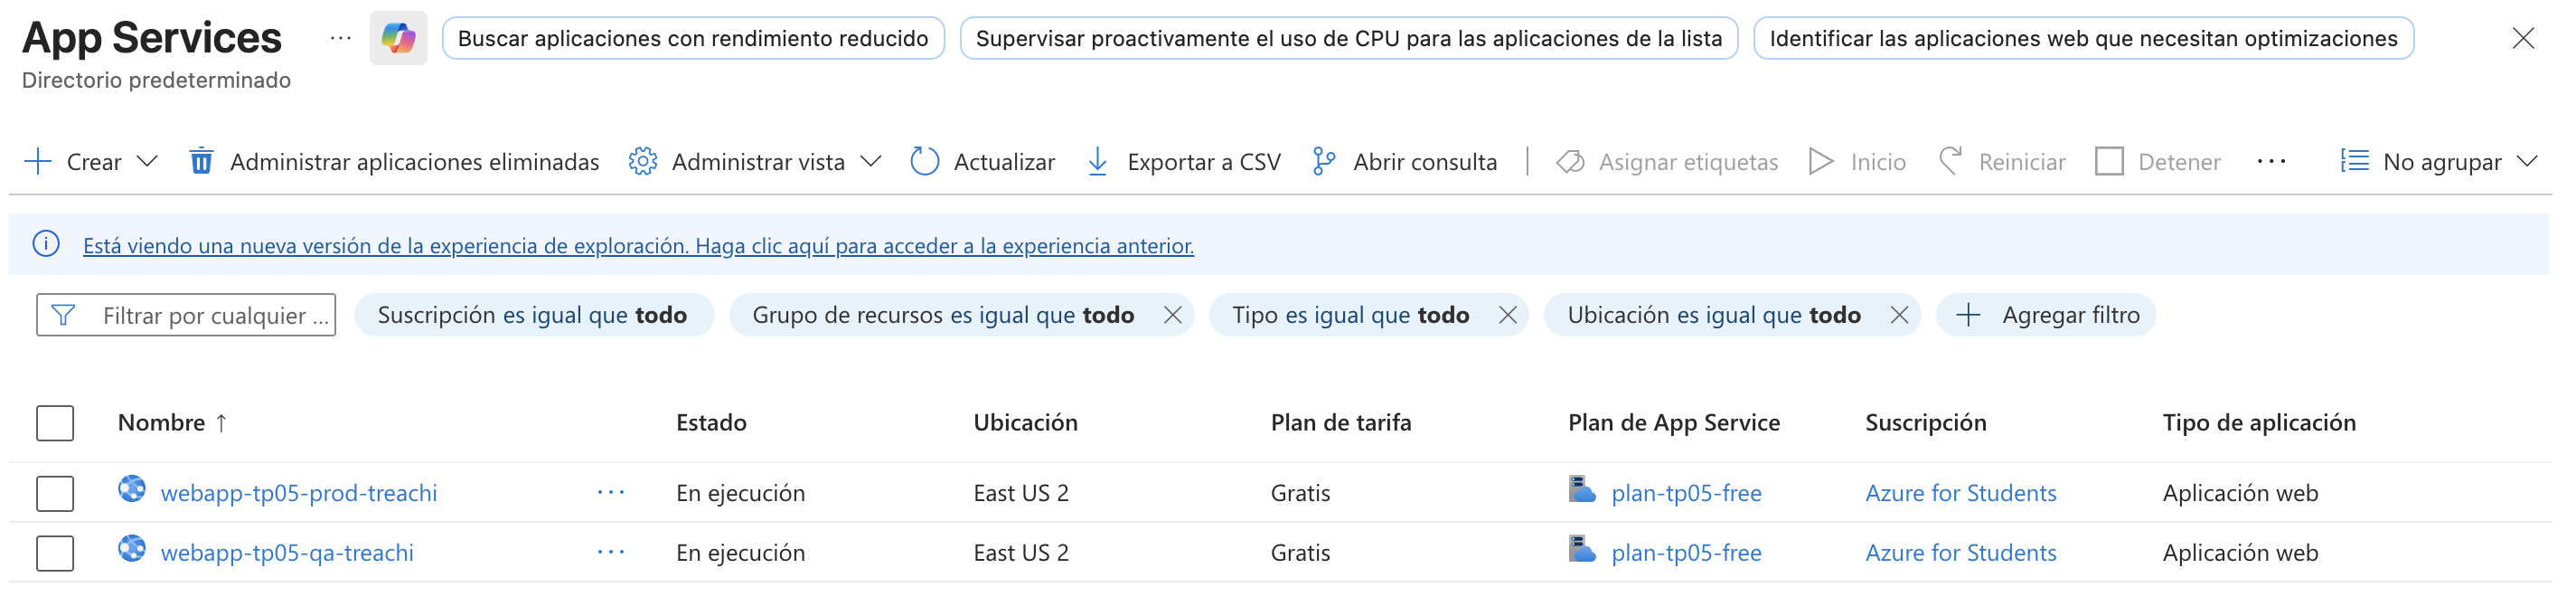 App Services ... Buscar aplicaciones con rendimiento reducido Supervisar proactivamente el uso de CPU para las aplicaciones de la lista Identificar las aplicaciones web que necesitan optimizaciones
Directorio predeterminado
Crear Administrar aplicaciones eliminadas Administrar vista Actualizar Exportar a CSV Abrir consulta Asignar etiquetas Inicio Reiniciar Detener ... No agrupar
Está viendo una nueva versión de la experiencia de exploración. Haga clic aquí para acceder a la experiencia anterior.
Filtrar por cualquier ... Suscripción es igual que todo Grupo de recursos es igual que todo Tipo es igual que todo Ubicación es igual que todo Agregar filtro
Nombre ↑ Estado Ubicación Plan de tarifa Plan de App Service Suscripción Tipo de aplicación
webapp-tp05-prod-treachi ... En ejecución East US 2 Gratis plan-tp05-free Azure for Students Aplicación web
webapp-tp05-qa-treachi ... En ejecución East US 2 Gratis plan-tp05-free Azure for Students Aplicación web